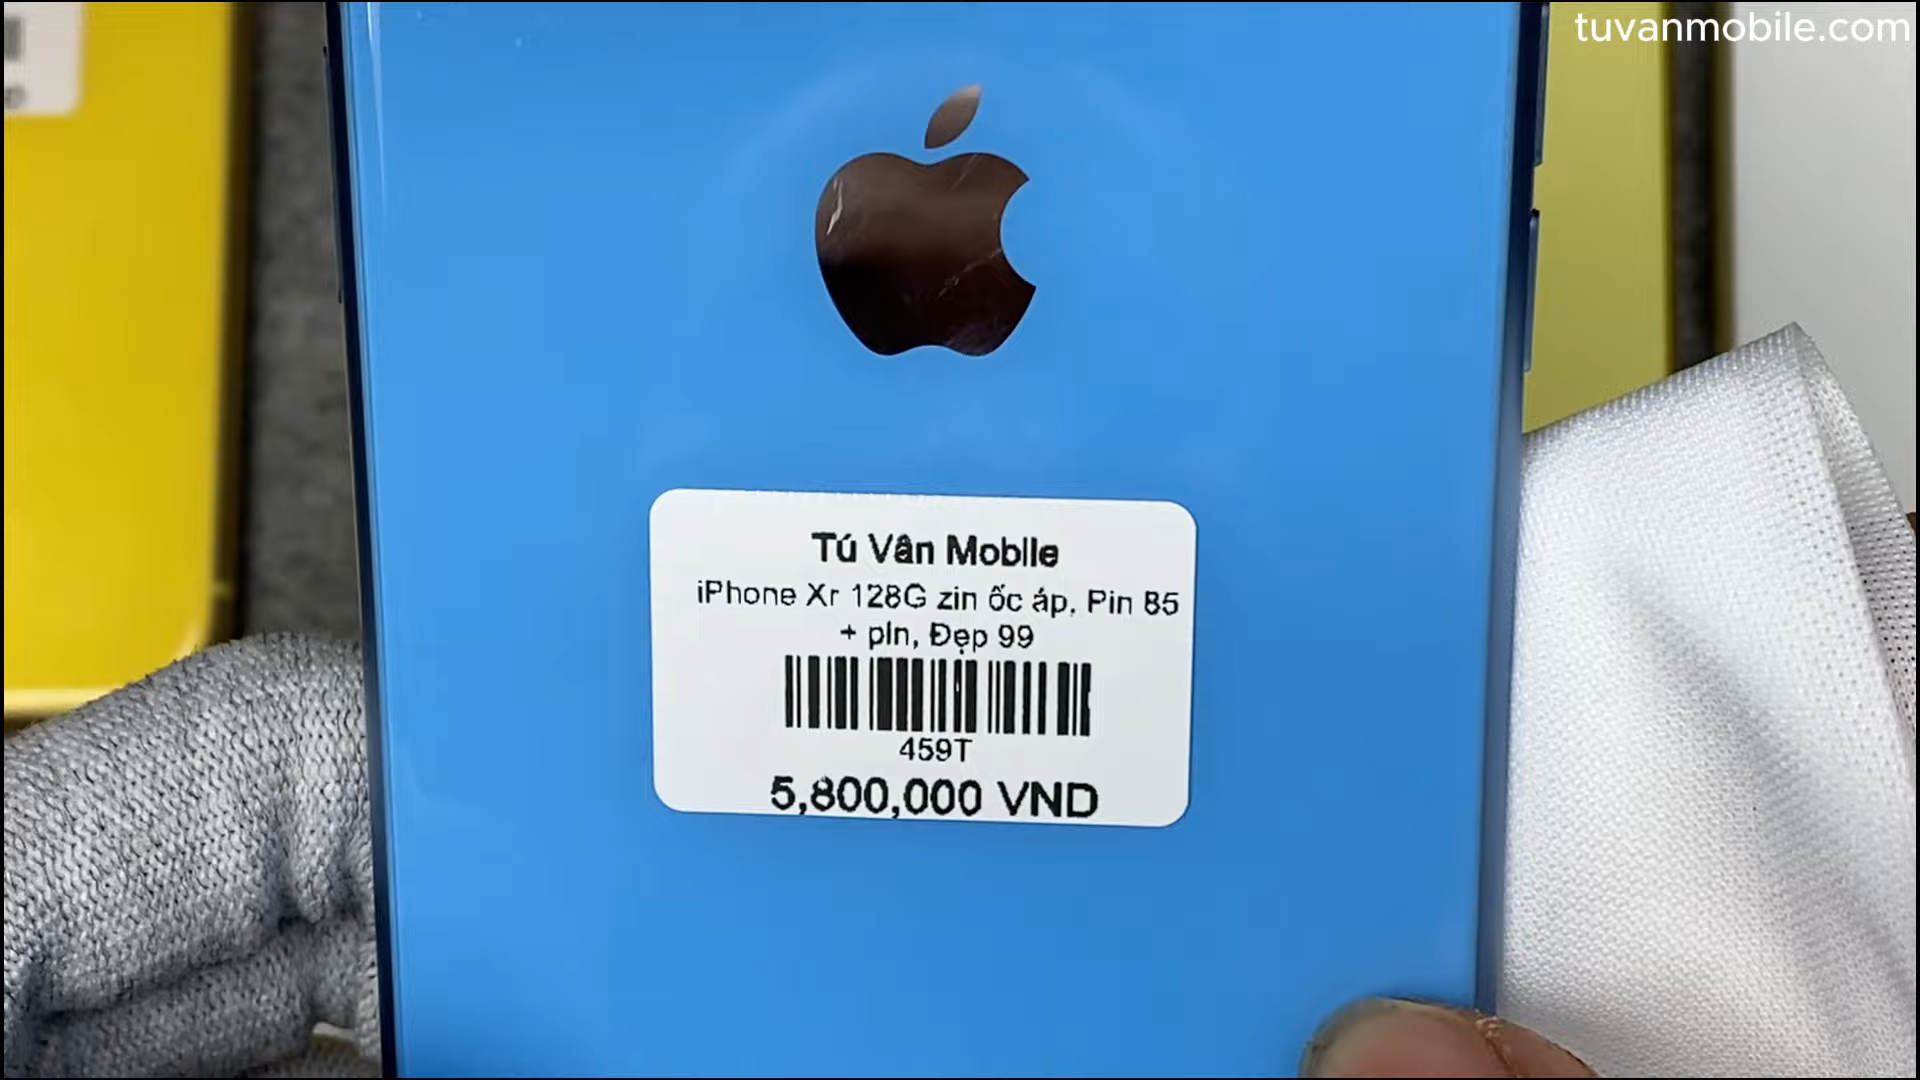 tuvanmobile.com
Tú Vân Mobile
iPhone Xr 128G zin ốc áp, Pin 85
+ pin, Đẹp 99
459T
5,800,000 VND